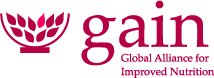 gain
Global Alliance for
Improved Nutrition